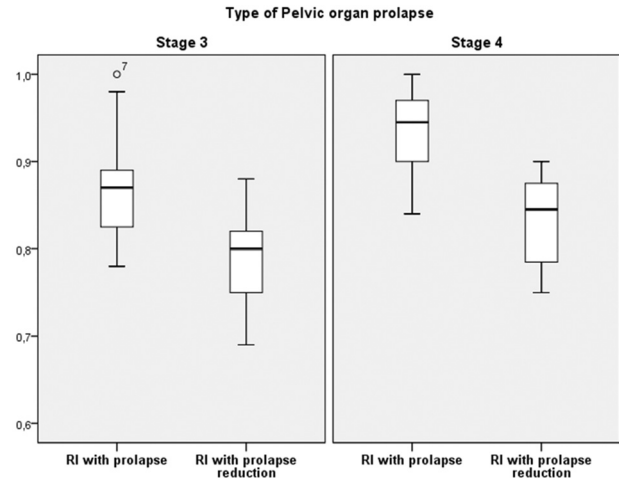 Type of Pelvic organ prolapse
Stage 3
Stage 4
1,0
7
0,9
0,8
0,7
0,6
RI with prolapse
RI with prolapse
reduction
RI with prolapse
RI with prolapse
reduction